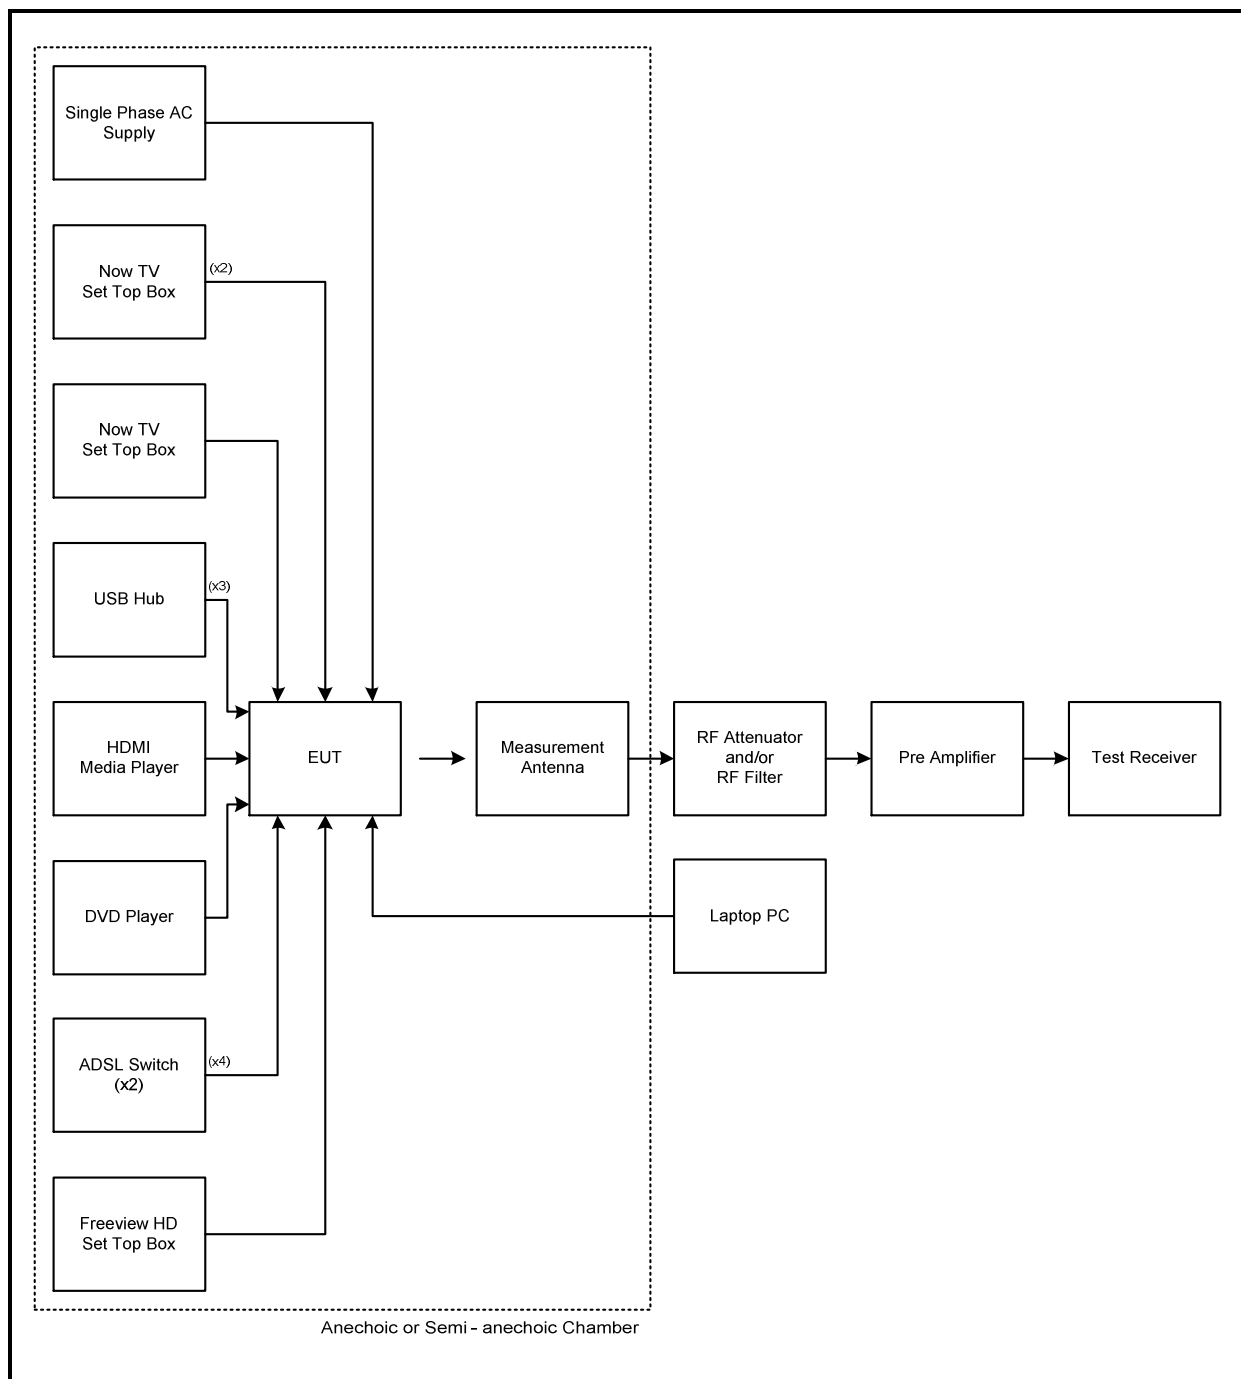 Single Phase AC
Supply
Now TV
Set Top Box
(x2)
Now TV
Set Top Box
USB Hub
(x3)
HDMI
Media Player
EUT
Measurement
Antenna
RF Attenuator
and/or
RF Filter
Pre Amplifier
Test Receiver
DVD Player
Laptop PC
ADSL Switch
(x2)
(x4)
Freeview HD
Set Top Box
Anechoic or Semi - anechoic Chamber